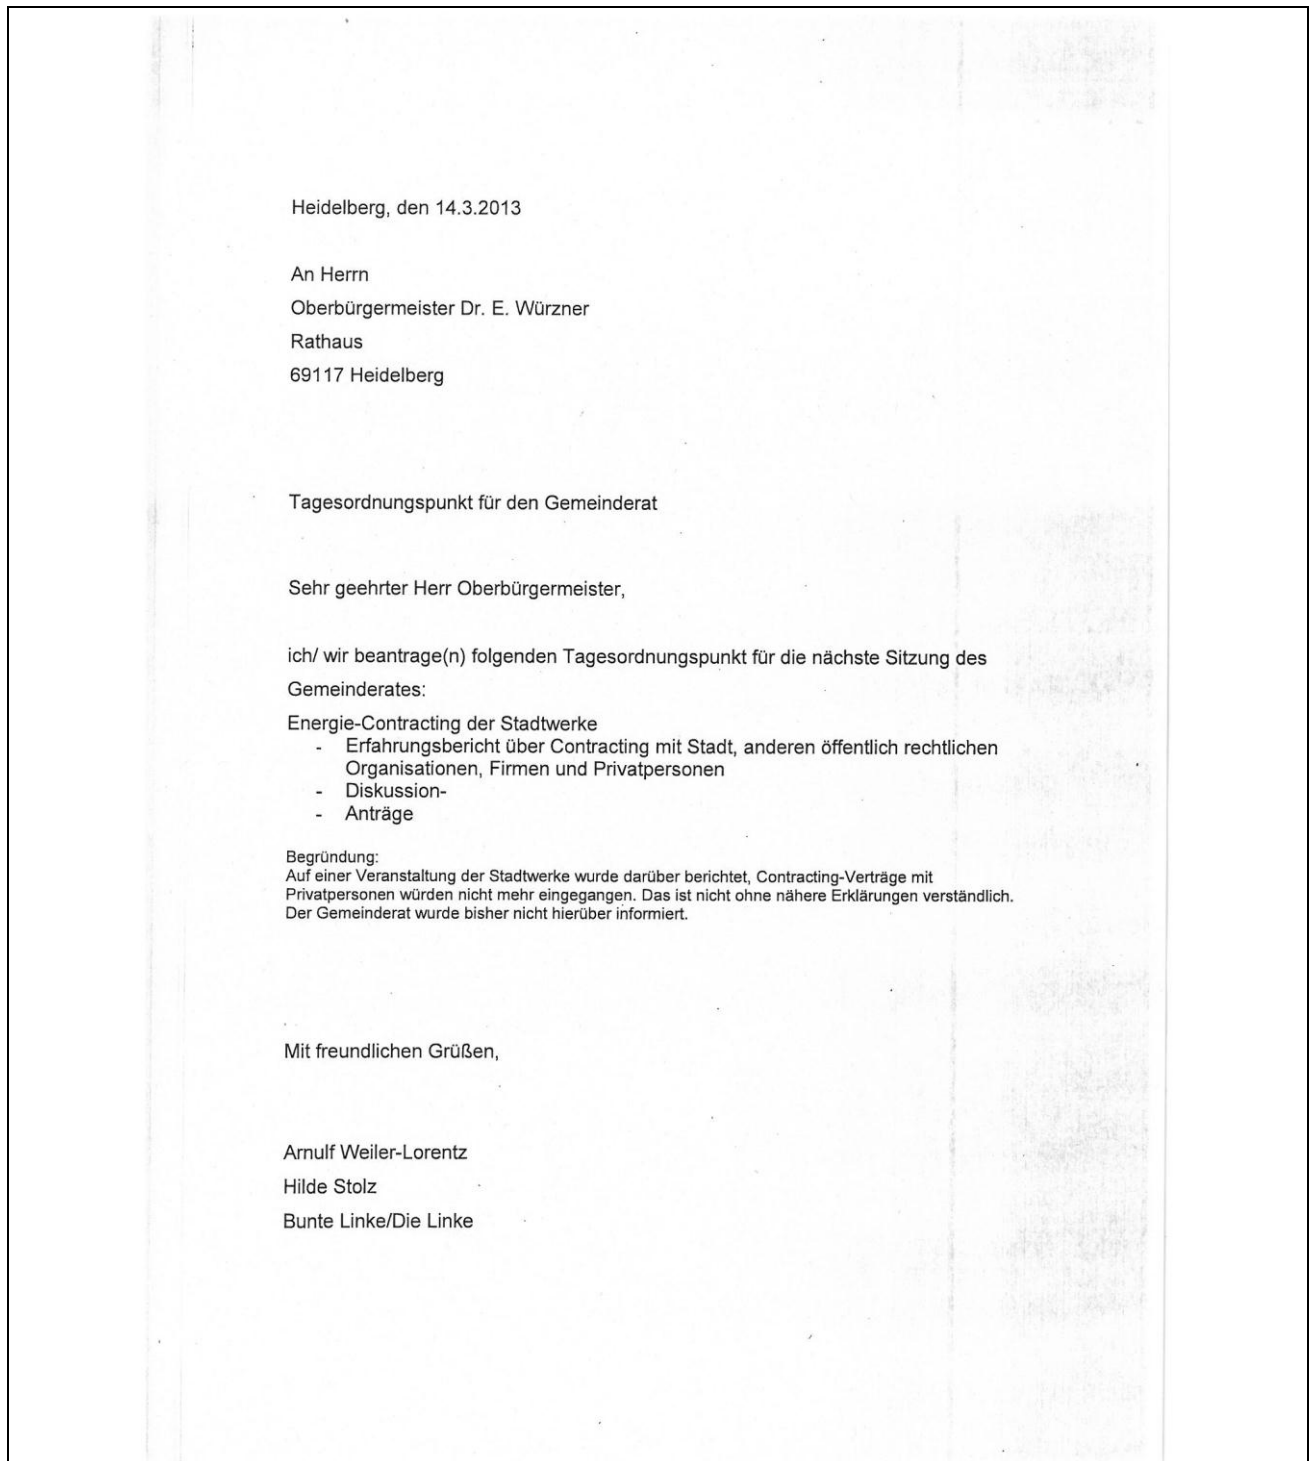 Heidelberg, den 14.3.2013
An Herrn
Oberbürgermeister Dr. E. Würzner
Rathaus
69117 Heidelberg
Tagesordnungspunkt für den Gemeinderat
Sehr geehrter Herr Oberbürgermeister,
ich/ wir beantrage(n) folgenden Tagesordnungspunkt für die nächste Sitzung des
Gemeinderates:
Energie-Contracting der Stadtwerke
- Erfahrungsbericht über Contracting mit Stadt, anderen öffentlich rechtlichen
Organisationen, Firmen und Privatpersonen
- Diskussion-
- Anträge
Begründung:
Auf einer Veranstaltung der Stadtwerke wurde darüber berichtet, Contracting-Verträge mit
Privatpersonen würden nicht mehr eingegangen. Das ist nicht ohne nähere Erklärungen verständlich.
Der Gemeinderat wurde bisher nicht hierüber informiert.
Mit freundlichen Grüßen,
Arnulf Weiler-Lorentz
Hilde Stolz
Bunte Linke/Die Linke